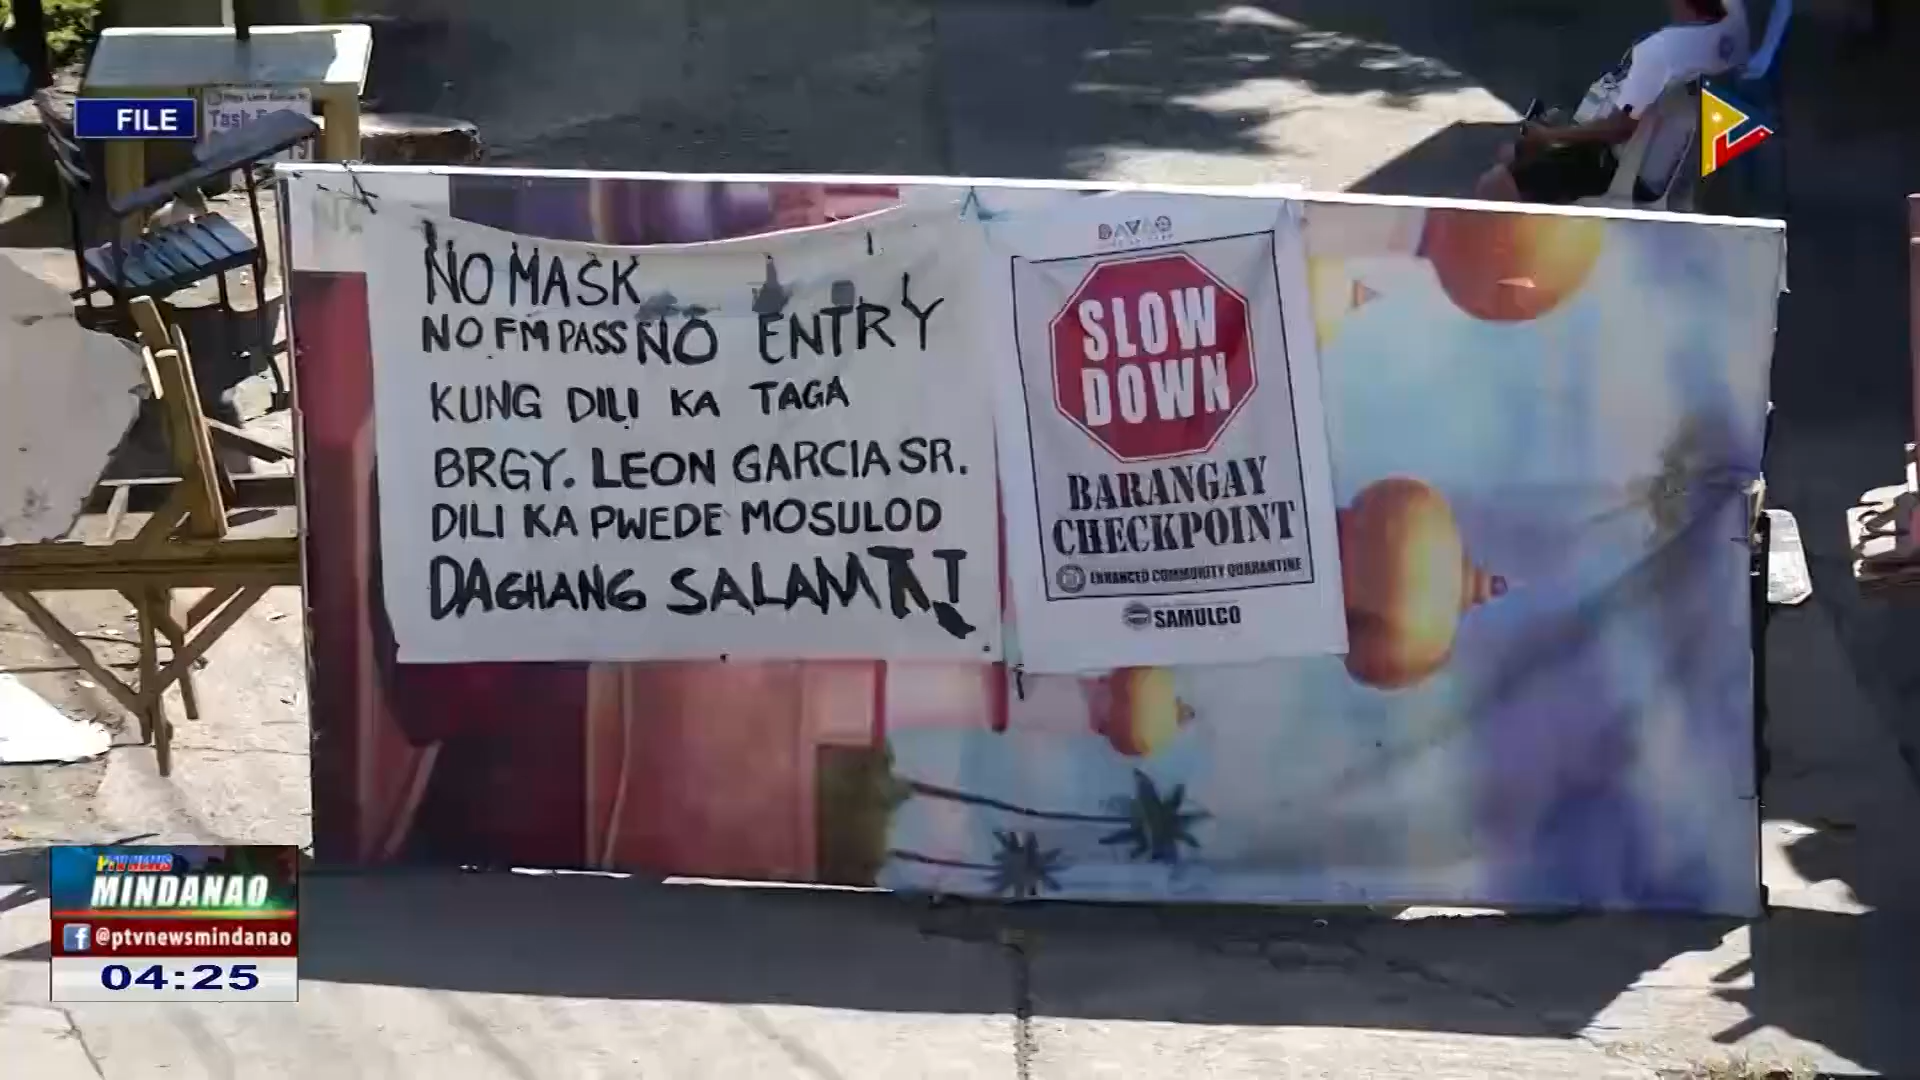 FILE
NO MASK
NO FM PASS NO ENTRY
KUNG DILI KA TAGA
BRGY. LEON GARCIA SR.
DILI KA PWEDE MOSULOD
DAGHANG SALAMAT
DAVAO
SLOW
DOWN
BARANGAY
CHECKPOINT
ENHANCED COMMUNITY QUARANTINE
SAMULCO
PTV NEWS
MINDANAO
@ptvnewsmindanao
04:25